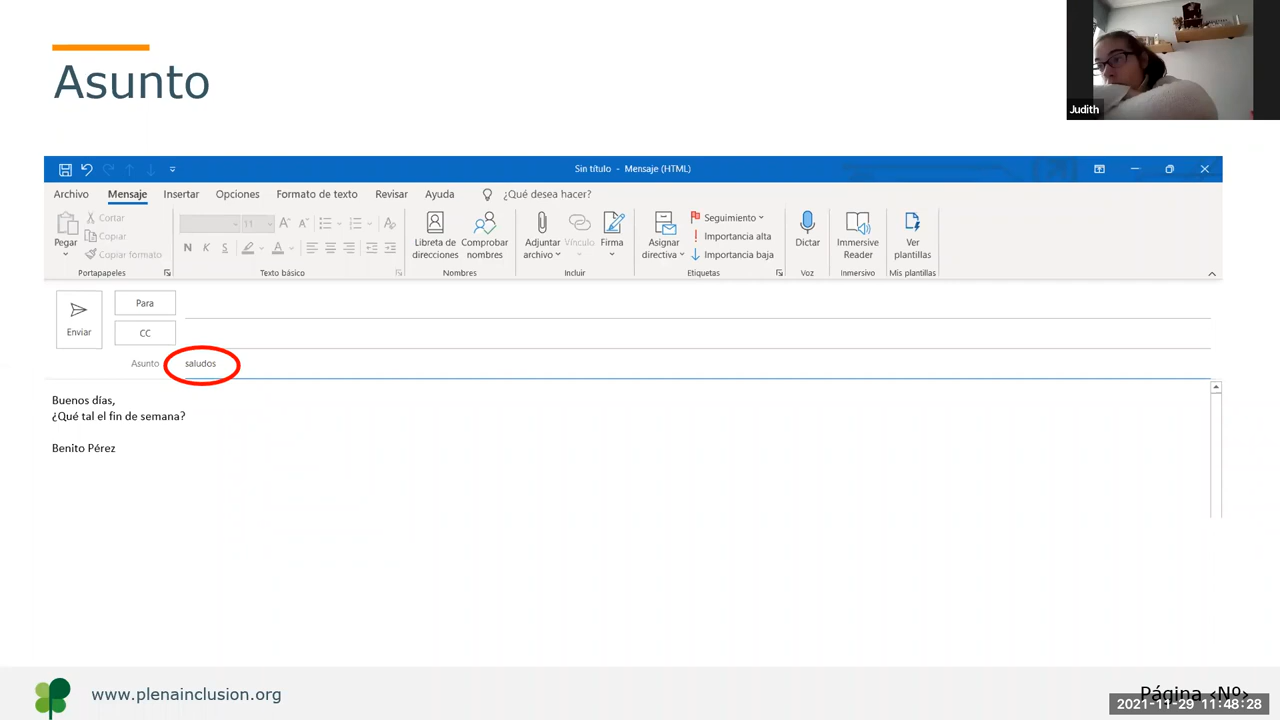 Asunto
Judith
Sin título - Mensaje (HTML)
Archivo Mensaje Insertar Opciones Formato de texto Revisar Ayuda ¿Qué desea hacer?
Pegar
Cortar
Copiar
Copiar formato
Portapapeles
11
N K S
A
Texto básico
Libreta de direcciones
Comprobar nombres
Nombres
Adjuntar archivo
Vínculo
Firma
Incluir
Asignar directiva
Seguimiento
Importancia alta
Importancia baja
Etiquetas
Dictar
Voz
Immersive Reader
Inmersivo
Ver plantillas
Mis plantillas
Enviar
Para
CC
Asunto saludos
Buenos días,
¿Qué tal el fin de semana?
Benito Pérez
www.plenainclusion.org
Página ‹Nº›
2021-11-29 11:48:28